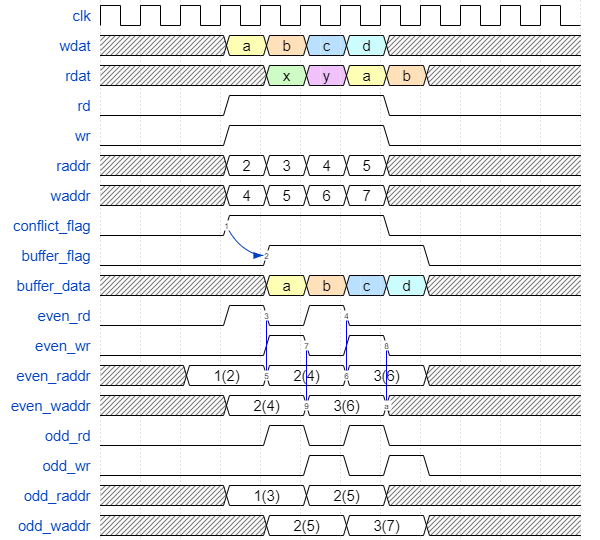 clk
wdat a b c d
rdat x y a b
rd
wr
raddr 2 3 4 5
waddr 4 5 6 7
conflict_flag 1
buffer_flag 2
buffer_data a b c d
even_rd 3 4
even_wr 7 8
even_raddr 1(2) 5 2(4) 6 3(6)
even_waddr 2(4) 9 3(6) a
odd_rd
odd_wr
odd_raddr 1(3) 2(5)
odd_waddr 2(5) 3(7)